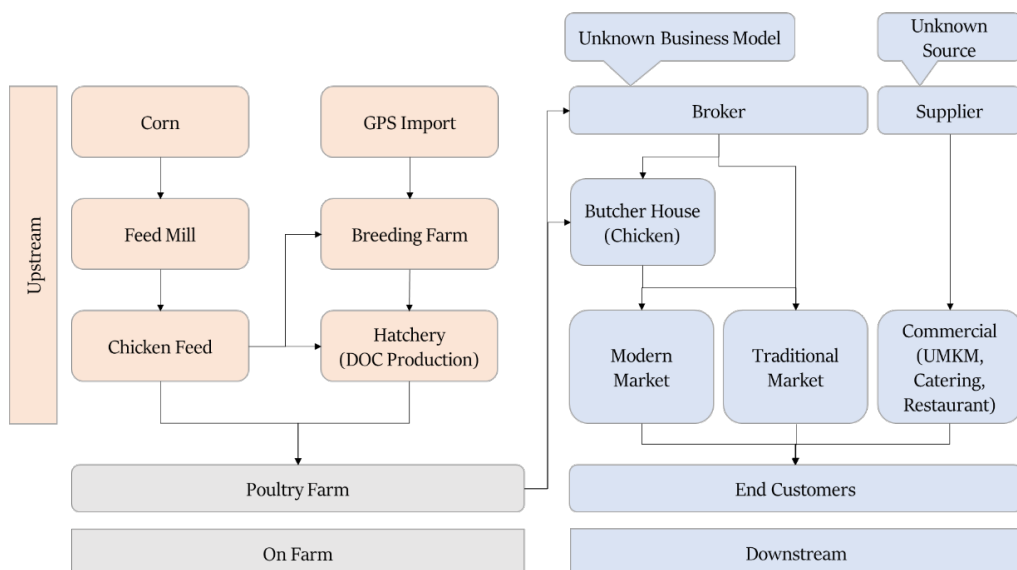 Unknown Business Model
Unknown
Source
Upstream
Corn
GPS Import
Broker
Supplier
Feed Mill
Breeding Farm
Butcher House
(Chicken)
Chicken Feed
Hatchery
(DOC Production)
Modern
Market
Traditional
Market
Commercial
(UMKM,
Catering,
Restaurant)
Poultry Farm
End Customers
On Farm
Downstream